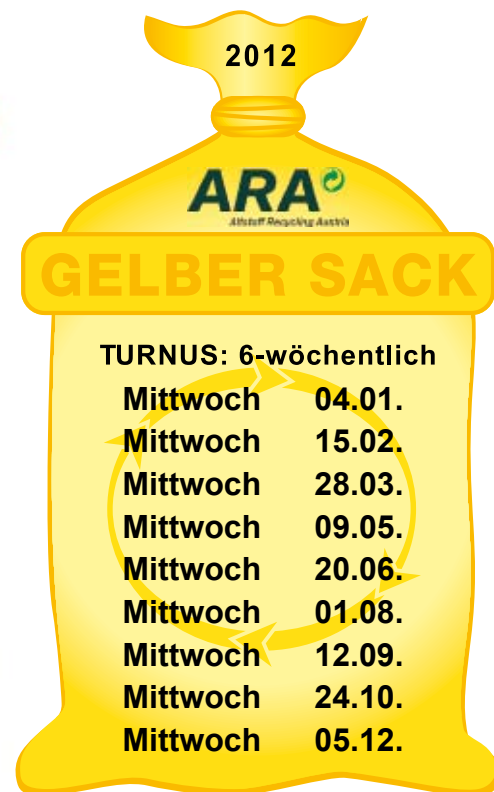 2012
ARA
Altstoff Recycling Austria
GELBER SACK
TURNUS: 6-wöchentlich
Mittwoch 04.01.
Mittwoch 15.02.
Mittwoch 28.03.
Mittwoch 09.05.
Mittwoch 20.06.
Mittwoch 01.08.
Mittwoch 12.09.
Mittwoch 24.10.
Mittwoch 05.12.